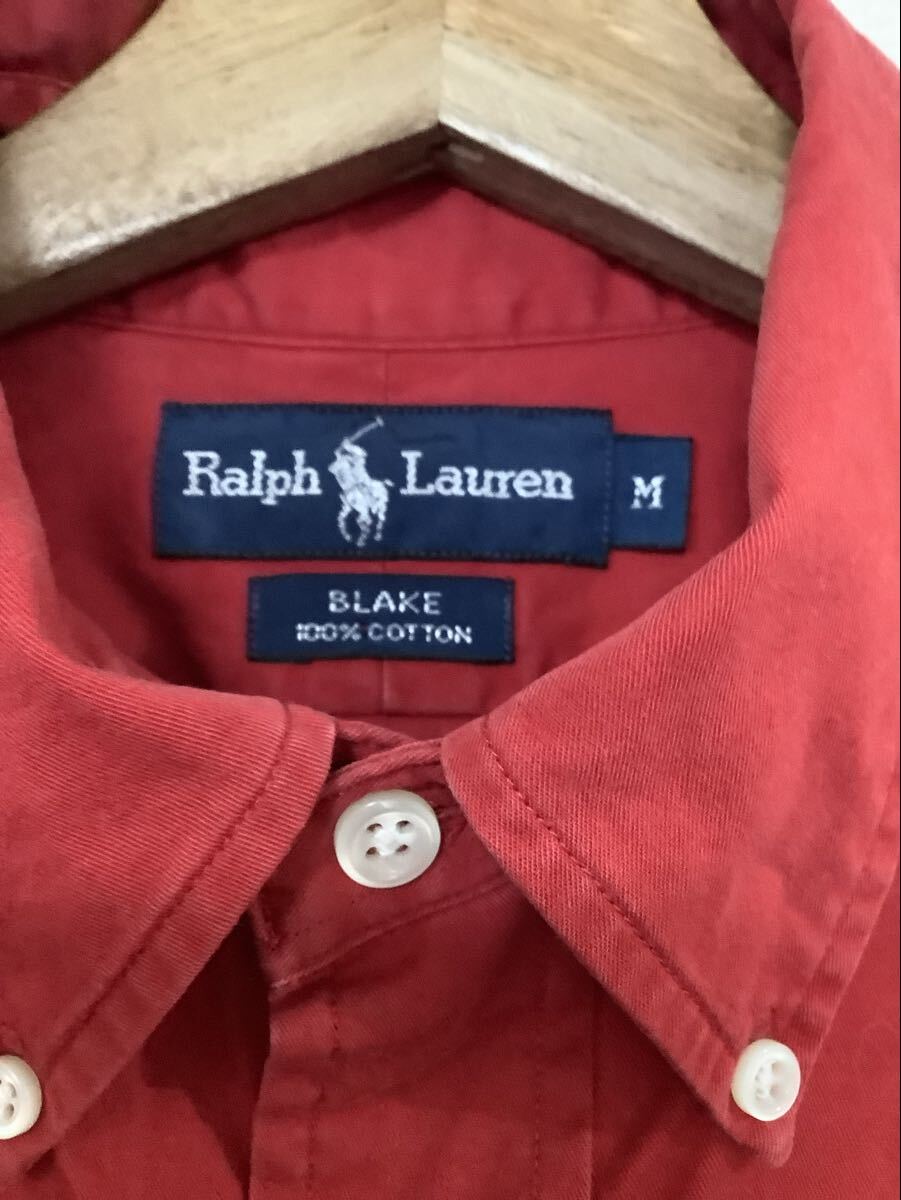 Ralph Lauren
M
BLAKE
100% COTTON